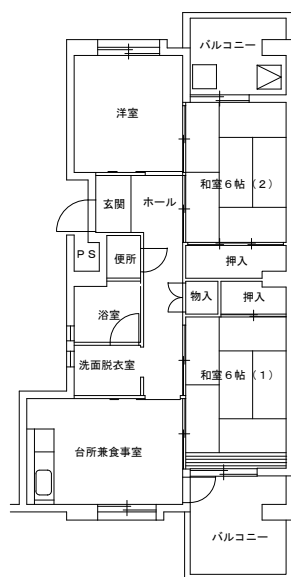 バルコニー
洋室
和室６帖（２）
玄関
ホール
ＰＳ
便所
押入
物入
押入
浴室
洗面脱衣室
和室６帖（１）
台所兼食事室
バルコニー